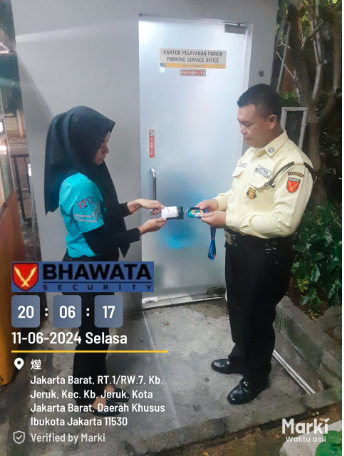 KANTOR PELAYANAN PARKIR
PARKING SERVICE OFFICE
BHAWATA
SECURITY
20 : 06 : 17
11-06-2024 Selasa
Jakarta Barat, RT.1/RW.7, Kb.
Jeruk, Kec. Kb. Jeruk, Kota
Jakarta Barat, Daerah Khusus
Ibukota Jakarta 11530
Verified by Marki
Marki
Waktu asli